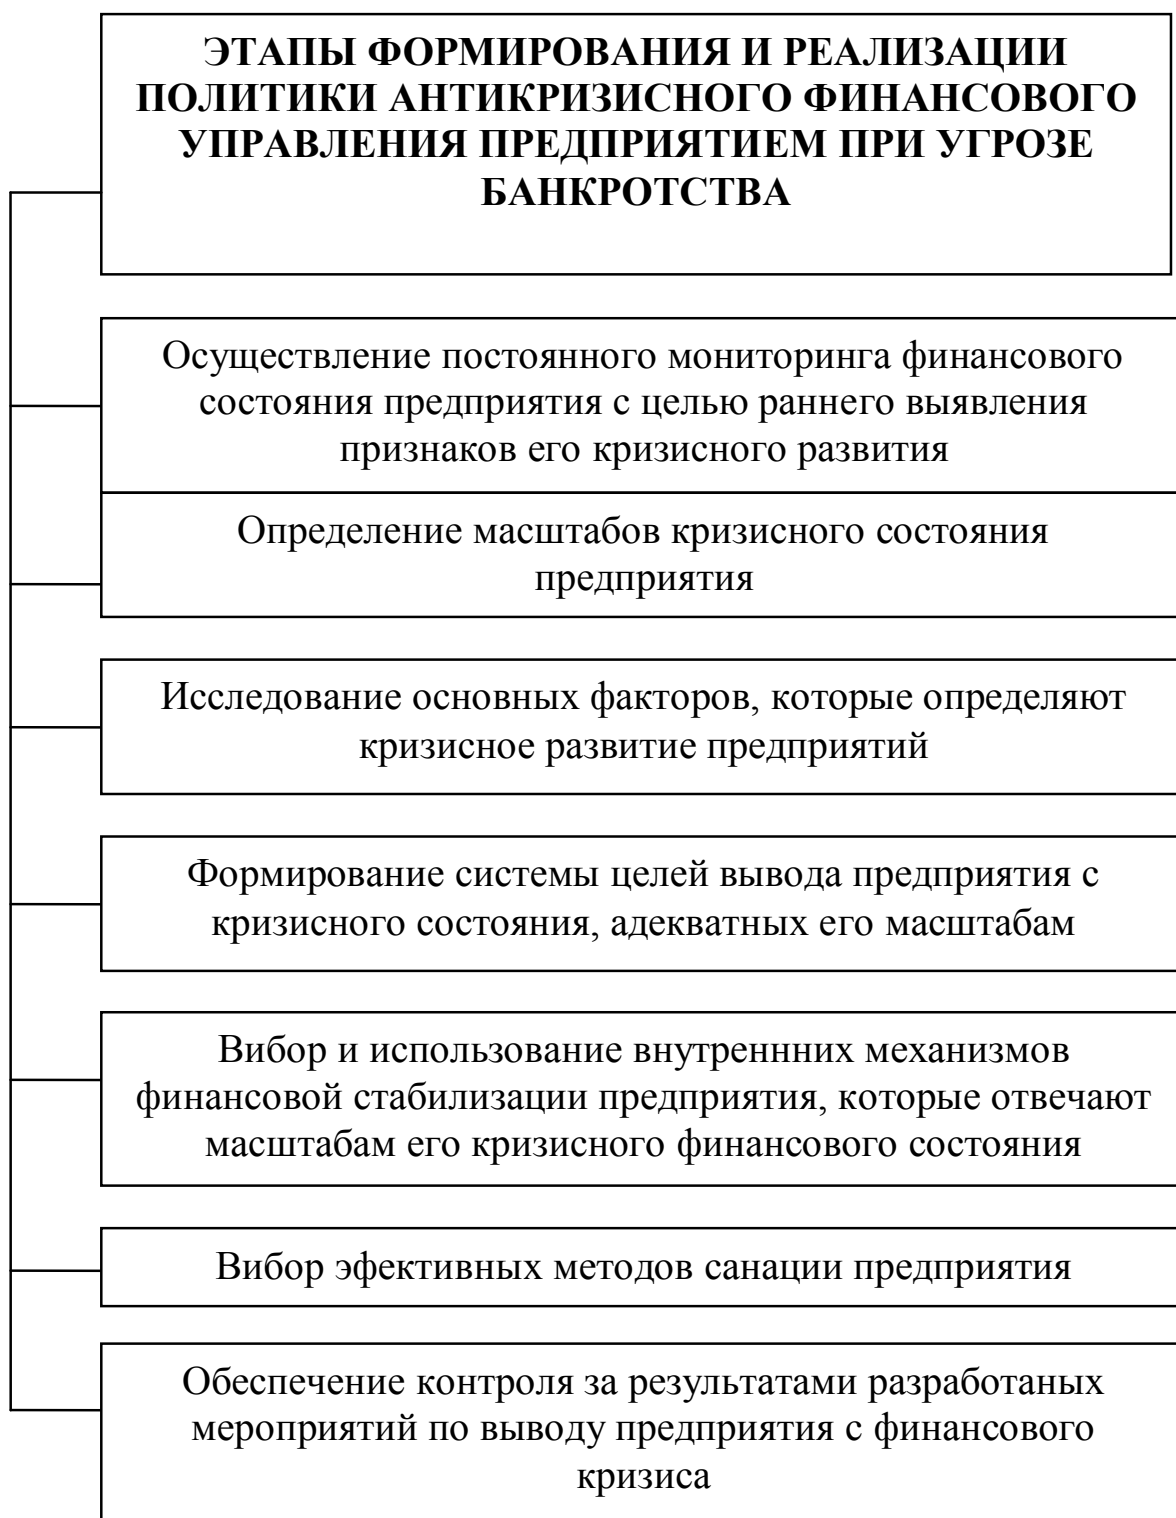 ЭТАПЫ ФОРМИРОВАНИЯ И РЕАЛИЗАЦИИ
ПОЛИТИКИ АНТИКРИЗИСНОГО ФИНАНСОВОГО
УПРАВЛЕНИЯ ПРЕДПРИЯТИЕМ ПРИ УГРОЗЕ
БАНКРОТСТВА
Осуществление постоянного мониторинга финансового
состояния предприятия с целью раннего выявления
признаков его кризисного развития
Определение масштабов кризисного состояния
предприятия
Исследование основных факторов, которые определяют
кризисное развитие предприятий
Формирование системы целей вывода предприятия с
кризисного состояния, адекватных его масштабам
Вибор и использование внутреннних механизмов
финансовой стабилизации предприятия, которые отвечают
масштабам его кризисного финансового состояния
Вибор эфективных методов санации предприятия
Обеспечение контроля за результатами разработаных
мероприятий по выводу предприятия с финансового
кризиса